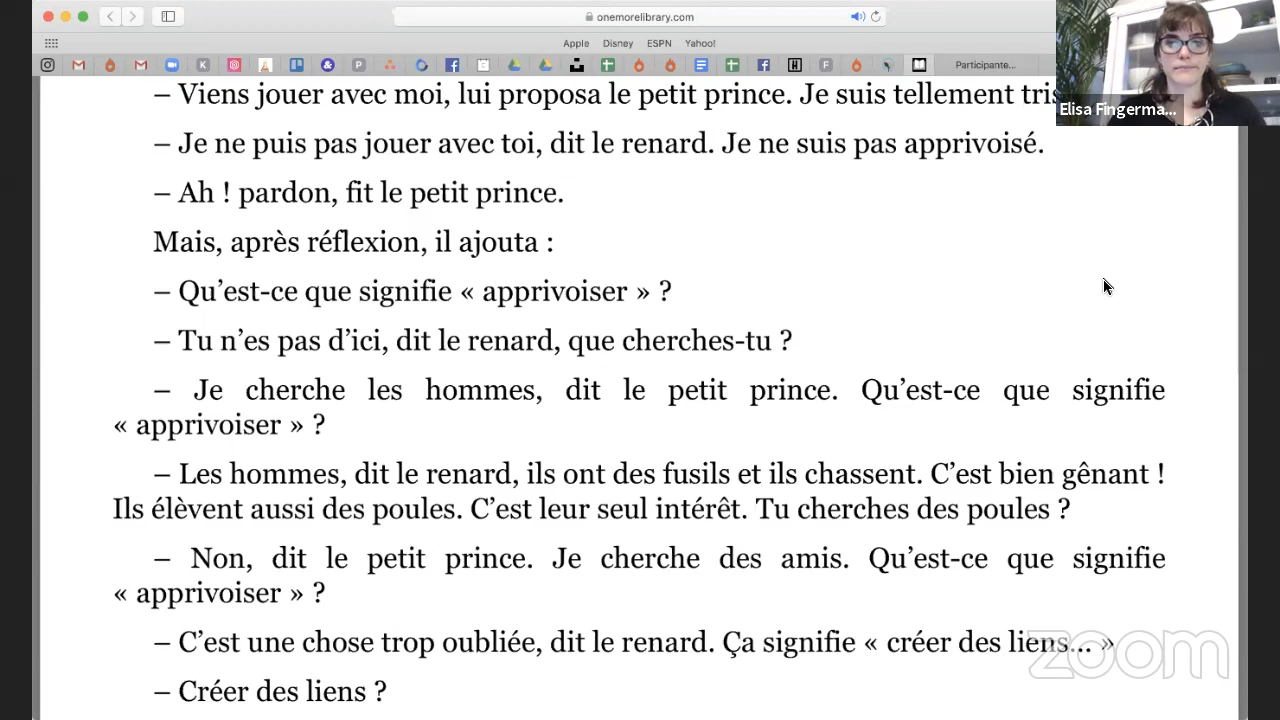 onemorelibrary.com
Apple Disney ESPN Yahoo!
Participante...
– Viens jouer avec moi, lui proposa le petit prince. Je suis tellement tris
Elisa Fingerma...
– Je ne puis pas jouer avec toi, dit le renard. Je ne suis pas apprivoisé.
– Ah ! pardon, fit le petit prince.
Mais, après réflexion, il ajouta :
– Qu’est-ce que signifie « apprivoiser » ?
– Tu n’es pas d’ici, dit le renard, que cherches-tu ?
– Je cherche les hommes, dit le petit prince. Qu’est-ce que signifie
« apprivoiser » ?
– Les hommes, dit le renard, ils ont des fusils et ils chassent. C’est bien gênant !
Ils élèvent aussi des poules. C’est leur seul intérêt. Tu cherches des poules ?
– Non, dit le petit prince. Je cherche des amis. Qu’est-ce que signifie
« apprivoiser » ?
– C’est une chose trop oubliée, dit le renard. Ça signifie « créer des liens... »
zoom
– Créer des liens ?